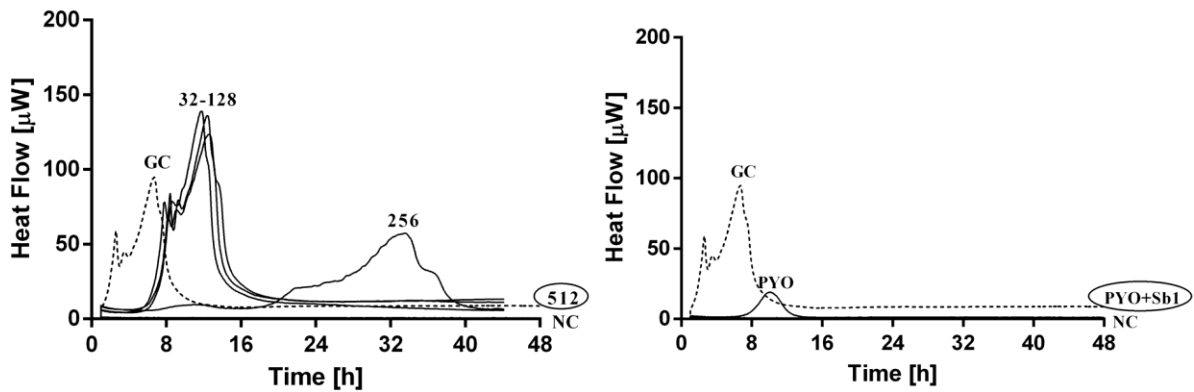 Heat Flow [μW]
200
150
100
50
0
GC
32-128
256
512
NC
0 8 16 24 32 40 48
Time [h]
Heat Flow [μW]
200
150
100
50
0
GC
PYO
PYO+Sb1
NC
0 8 16 24 32 40 48
Time [h]